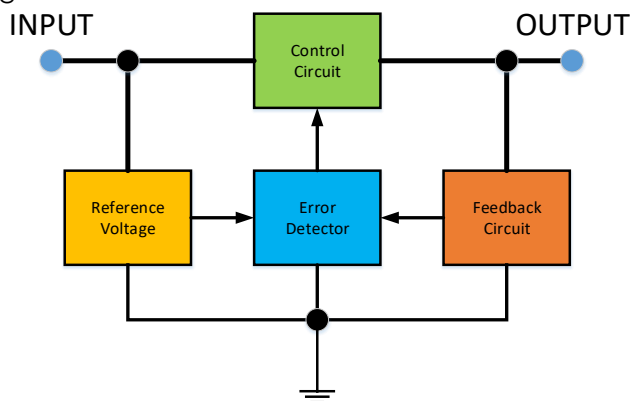 INPUT
OUTPUT
Control
Circuit
Reference
Voltage
Error
Detector
Feedback
Circuit